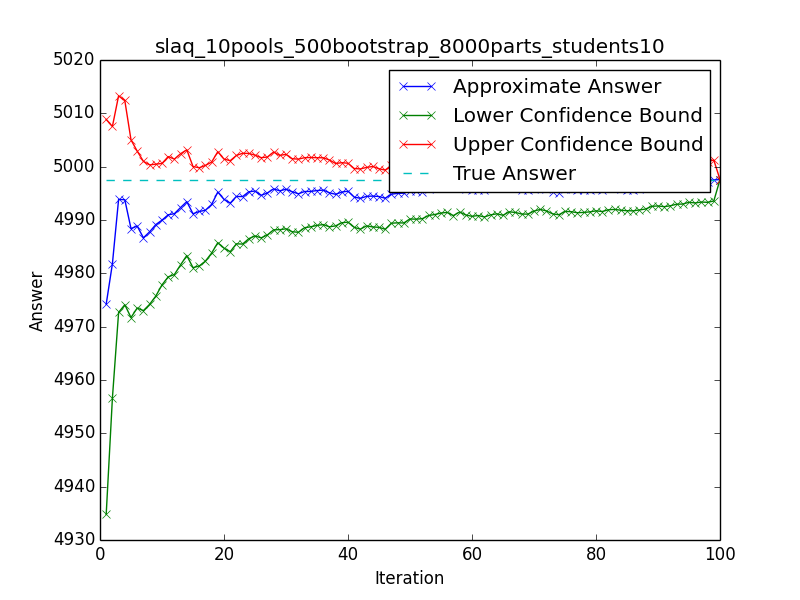 slaq_10pools_500bootstrap_8000parts_students10
5020
5010
5000
4990
4980
4970
4960
4950
4940
4930
Answer
Approximate Answer
Lower Confidence Bound
Upper Confidence Bound
True Answer
0 20 40 60 80 100
Iteration